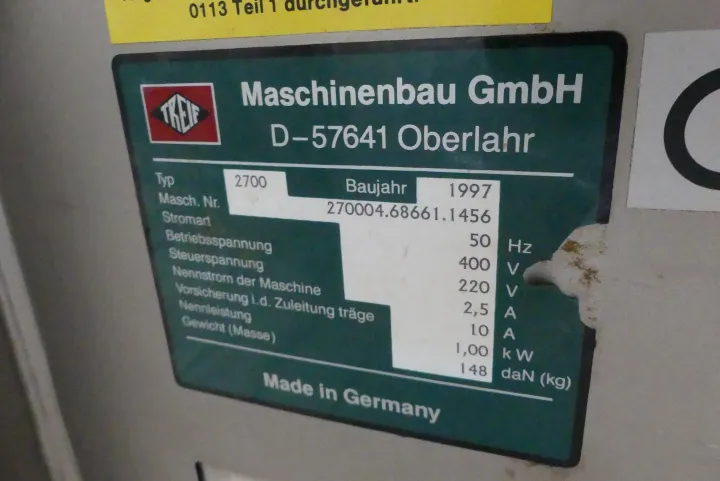 0113 Teil 1 durchgeführt.
TREIF
Maschinenbau GmbH
D-57641 Oberlahr
Typ 2700 Baujahr 1997
Masch. Nr. 270004.68661.1456
Stromart 50 Hz
Betriebsspannung 400 V
Steuerspannung 220 V
Nennstrom der Maschine 2,5 A
Vorsicherung i.d. Zuleitung träge 10 A
Nennleistung 1,00 kW
Gewicht (Masse) 148 daN (kg)
Made in Germany